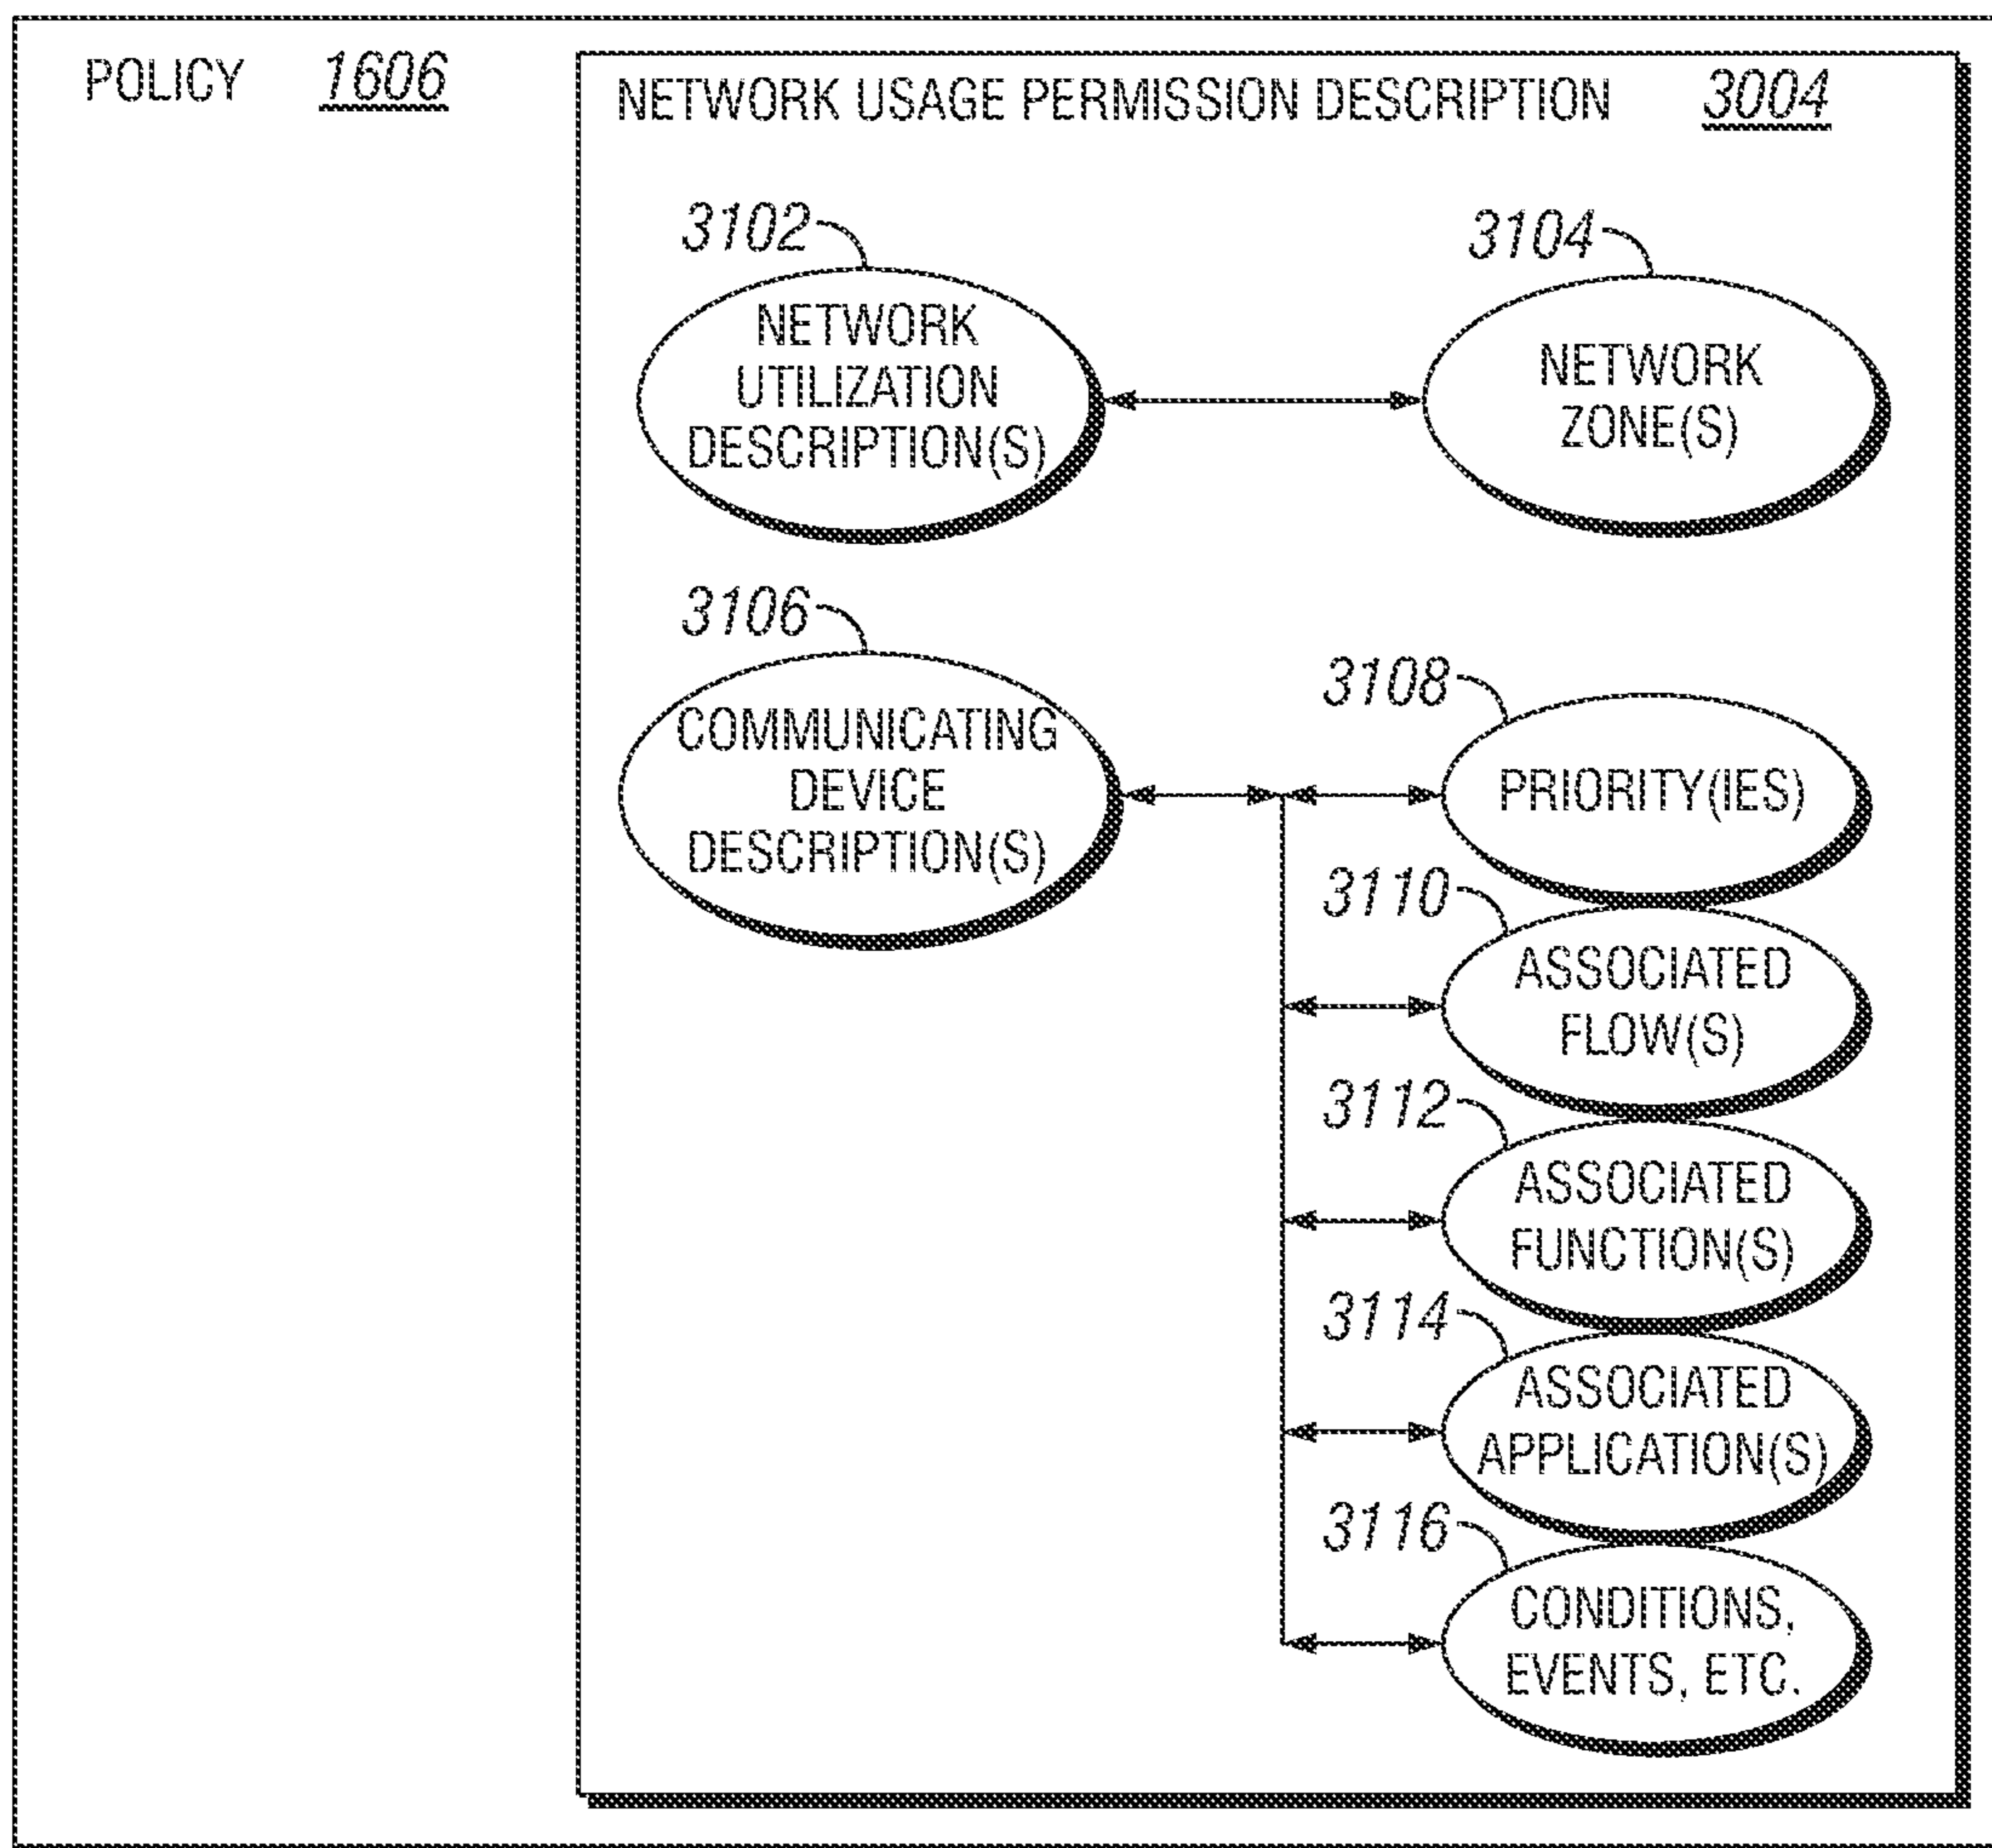 POLICY 1606
NETWORK USAGE PERMISSION DESCRIPTION 3004
3102
NETWORK
UTILIZATION
DESCRIPTION(S)
3104
NETWORK
ZONE(S)
3106
COMMUNICATING
DEVICE
DESCRIPTION(S)
3108
PRIORITY(IES)
3110
ASSOCIATED
FLOW(S)
3112
ASSOCIATED
FUNCTION(S)
3114
ASSOCIATED
APPLICATION(S)
3116
CONDITIONS,
EVENTS, ETC.